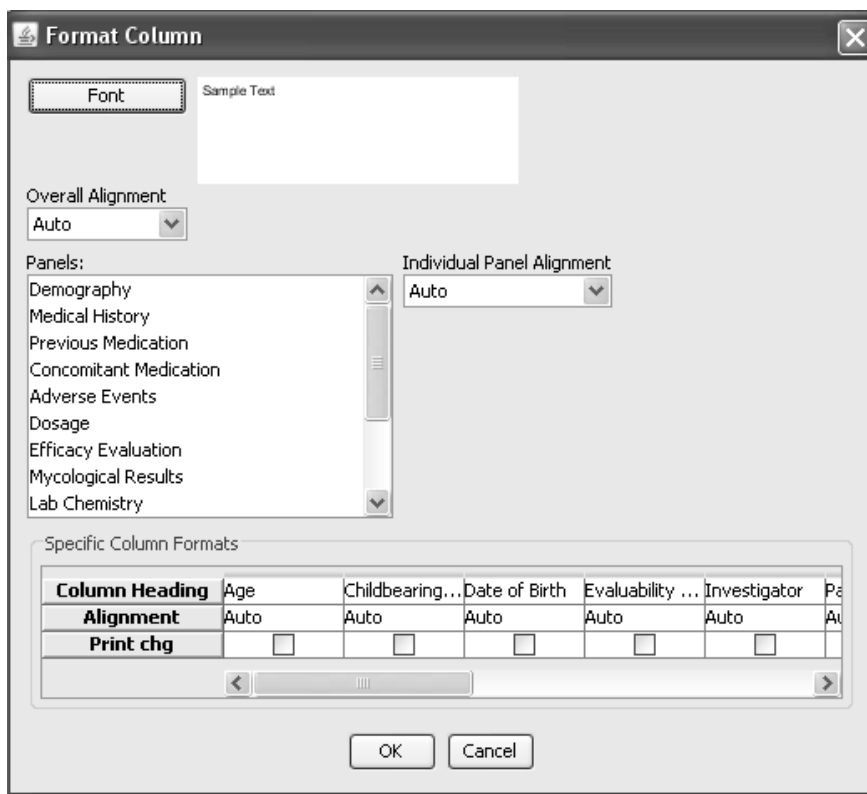 Format Column
Font
Sample Text
Overall Alignment
Auto
Panels:
Individual Panel Alignment
Auto
Demography
Medical History
Previous Medication
Concomitant Medication
Adverse Events
Dosage
Efficacy Evaluation
Mycological Results
Lab Chemistry
Specific Column Formats
Column Heading Age Childbearing... Date of Birth Evaluability ... Investigator Pa
Alignment Auto Auto Auto Auto Auto Au
Print chg
OK Cancel